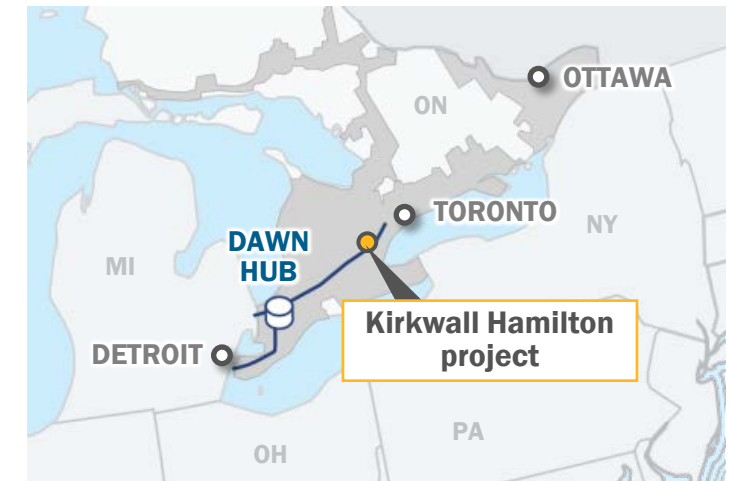 OTTAWA
ON
TORONTO
NY
DAWN
HUB
MI
Kirkwall Hamilton
project
DETROIT
PA
OH